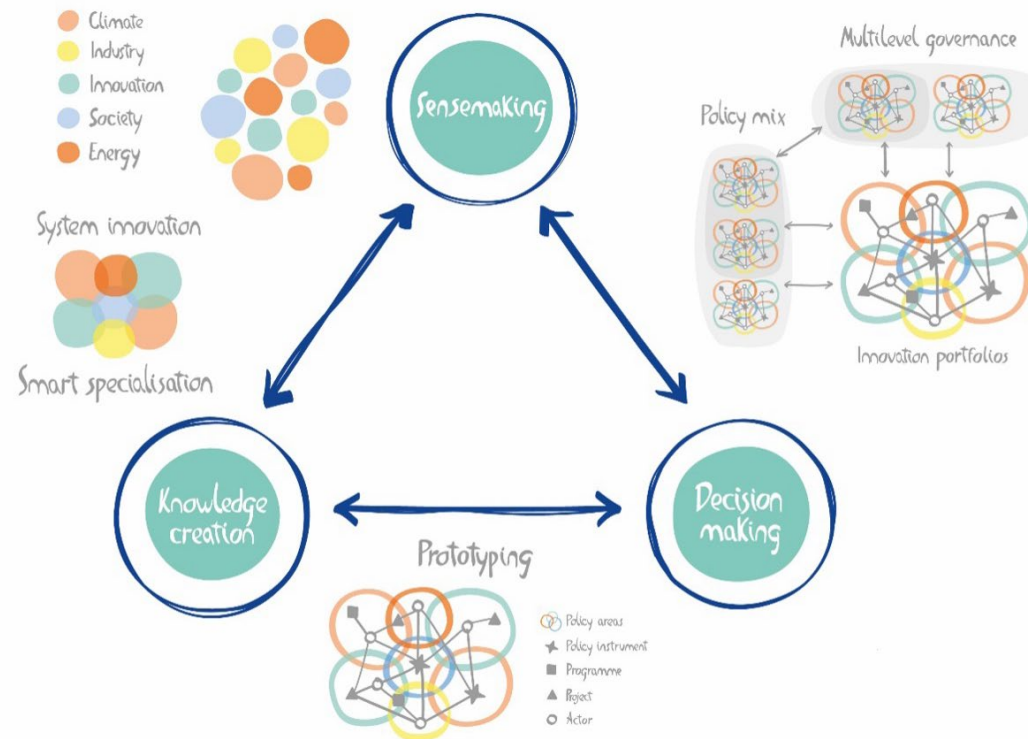 Climate
Industry
Innovation
Society
Energy
Sensemaking
Multilevel governance
Policy mix
System innovation
Smart specialisation
Innovation portfolios
Knowledge
creation
Decision
making
Prototyping
Policy areas
Policy instrument
Programme
Project
Actor